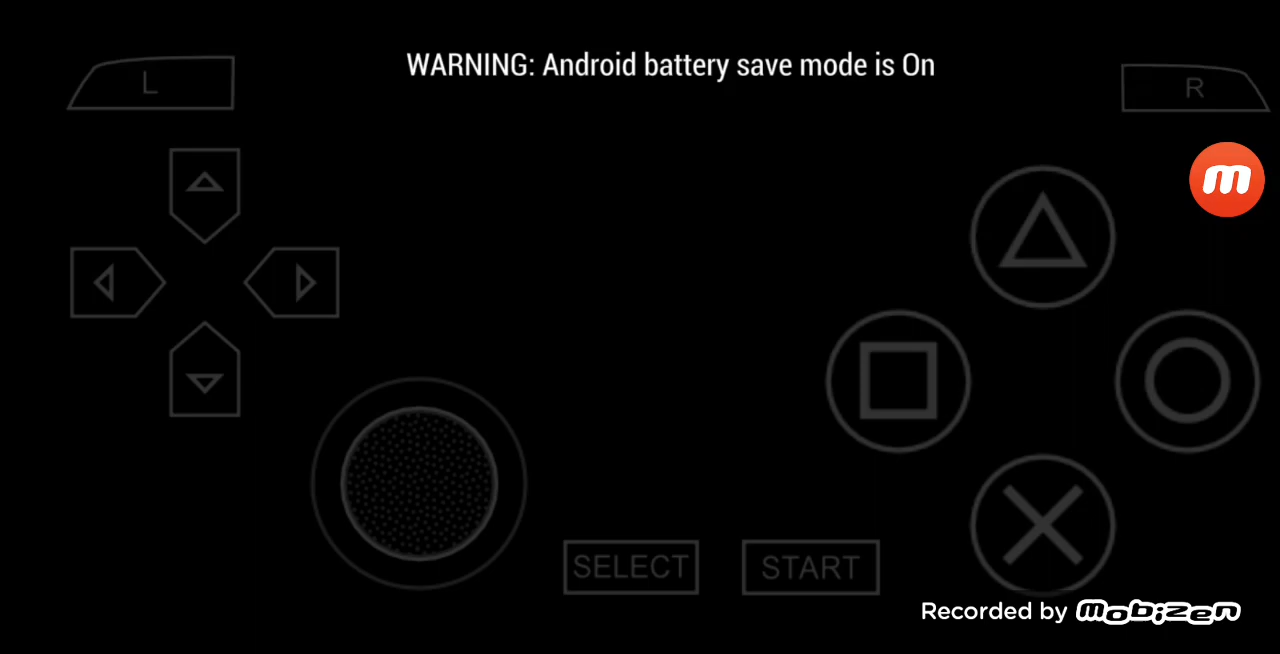 WARNING: Android battery save mode is On
L
R
m
SELECT
START
Recorded by mobizen